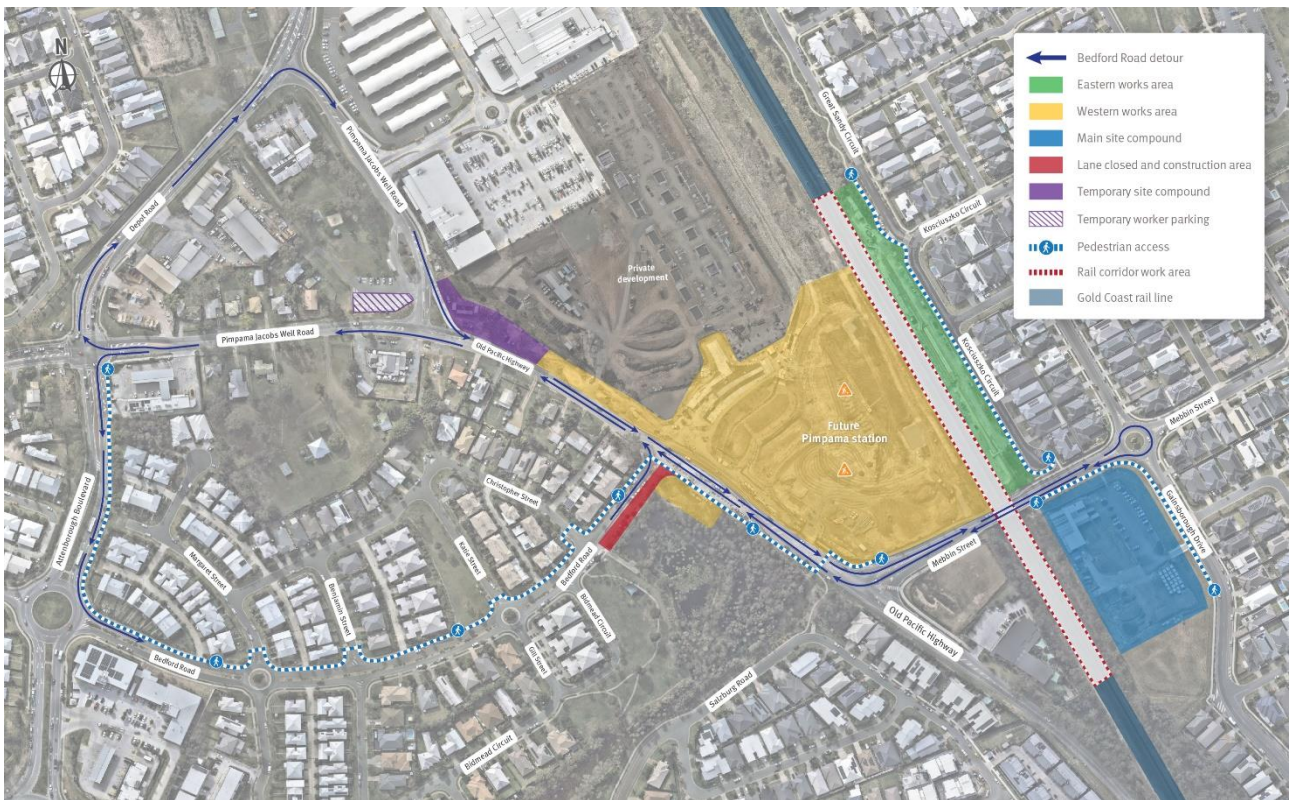 N
Bedford Road detour
Eastern works area
Western works area
Main site compound
Lane closed and construction area
Temporary site compound
Temporary worker parking
Pedestrian access
Rail corridor work area
Gold Coast rail line
Great Sandy Circuit
Kosciuszko Circuit
Pimpama Jacobs Well Road
Depot Road
Private
development
Pimpama Jacobs Well Road
Old Pacific Highway
Kosciuszko Circuit
Mebbin Street
Future
Pimpama station
Christopher Street
Gainsborough Drive
Attenborough Boulevard
Margaret Street
Katie Street
Bedford Road
Mebbin Street
Benjamin Street
Bidmead Circuit
Old Pacific Highway
Gill Street
Bedford Road
Salzburg Road
Bidmead Circuit